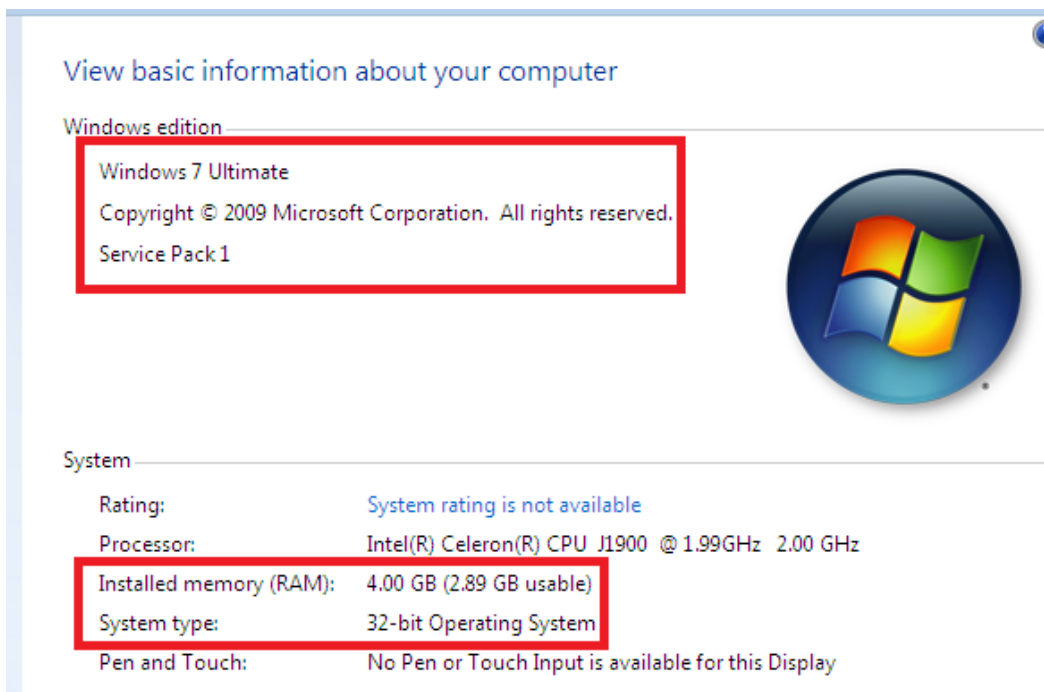 View basic information about your computer
Windows edition
Windows 7 Ultimate
Copyright © 2009 Microsoft Corporation. All rights reserved.
Service Pack 1
System
Rating: System rating is not available
Processor: Intel(R) Celeron(R) CPU J1900 @ 1.99GHz 2.00 GHz
Installed memory (RAM): 4.00 GB (2.89 GB usable)
System type: 32-bit Operating System
Pen and Touch: No Pen or Touch Input is available for this Display